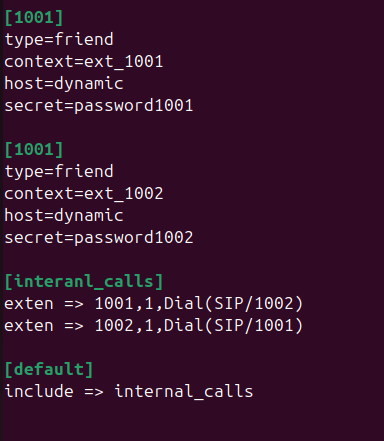 [1001]
type=friend
context=ext_1001
host=dynamic
secret=password1001
[1001]
type=friend
context=ext_1002
host=dynamic
secret=password1002
[interanl_calls]
exten => 1001,1,Dial(SIP/1002)
exten => 1002,1,Dial(SIP/1001)
[default]
include => internal_calls